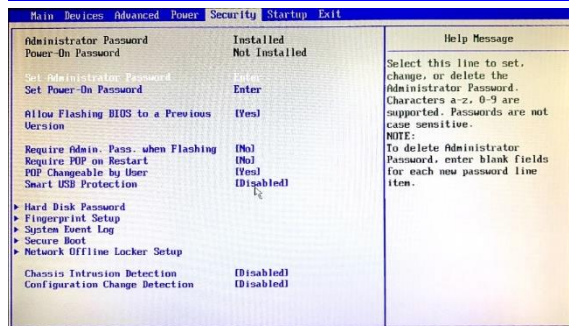 Main Devices Advanced Power Security Startup Exit
Administrator Password Installed
Power-On Password Not Installed
Set Administrator Password Enter
Set Power-On Password Enter
Allow Flashing BIOS to a Previous [Yes]
Version
Require Admin. Pass. when Flashing [No]
Require POP on Restart [No]
POP Changeable by User [Yes]
Smart USB Protection [Disabled]
Hard Disk Password
Fingerprint Setup
System Event Log
Secure Boot
Network Offline Locker Setup
Chassis Intrusion Detection [Disabled]
Configuration Change Detection [Disabled]
Help Message
Select this line to set,
change, or delete the
Administrator Password.
Characters a-z, 0-9 are
supported. Passwords are not
case sensitive.
NOTE:
To delete Administrator
Password, enter blank fields
for each new password line
item.